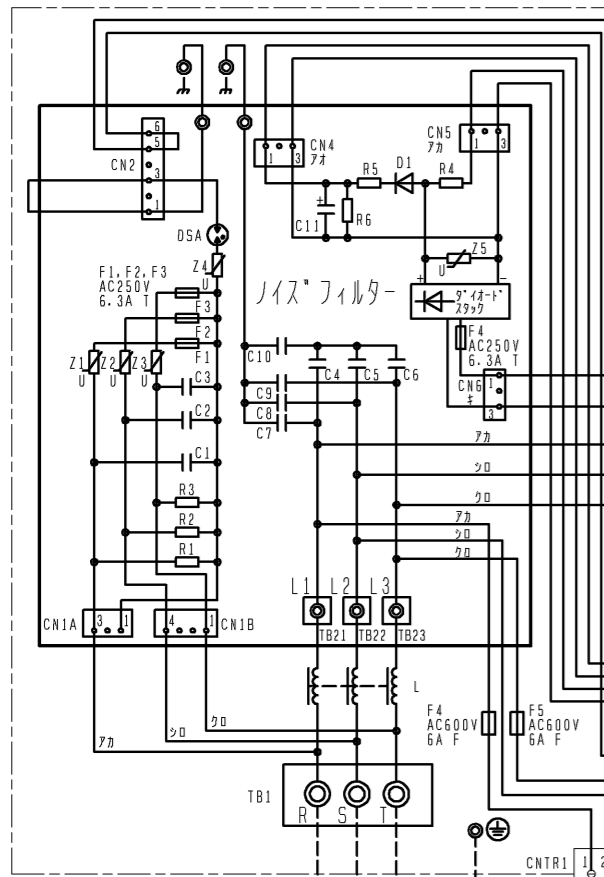 6
5
CN2
3
1
CN4
アオ
1 3
CN5
アカ
1 3
R5 D1 R4
+
C11
R6
DSA
Z4
U
Z5
U
F1,F2,F3
AC250V
6.3A T
F3
F2
F1
ノイズ フィルター
+ -
ダイオード
スタック
F4
AC250V
6.3A T
CN6
キ
1
3
Z1 Z2 Z3
U U U
C10
C4 C5 C6
C9
C8
C7
C3
C2
C1
アカ
シロ
クロ
アカ
シロ
クロ
R3
R2
R1
L1 L2 L3
TB21 TB22 TB23
CN1A
3 1
4 1
CN1B
L
アカ
シロ
クロ
F4
AC600V
6A F
F5
AC600V
6A F
TB1
R S T
CNTR1
1 2